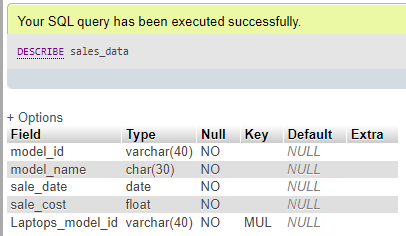 Your SQL query has been executed successfully.
DESCRIBE sales_data
+ Options
Field Type Null Key Default Extra
model_id varchar(40) NO NULL
model_name char(30) NO NULL
sale_date date NO NULL
sale_cost float NO NULL
Laptops_model_id varchar(40) NO MUL NULL